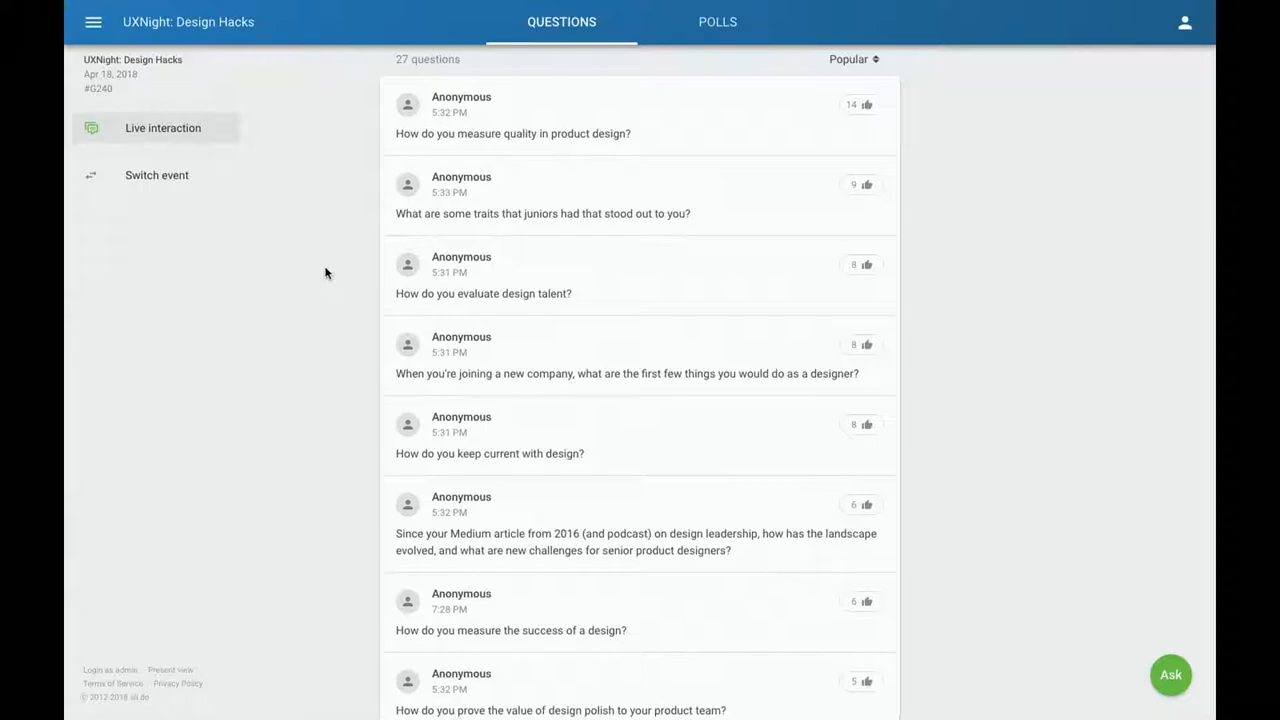 UXNight: Design Hacks
QUESTIONS
POLLS
UXNight: Design Hacks
Apr 18, 2018
#G240
Live interaction
Switch event
27 questions
Popular
Anonymous
5:32 PM
14
How do you measure quality in product design?
Anonymous
5:33 PM
9
What are some traits that juniors had that stood out to you?
Anonymous
5:31 PM
8
How do you evaluate design talent?
Anonymous
5:31 PM
8
When you're joining a new company, what are the first few things you would do as a designer?
Anonymous
5:31 PM
8
How do you keep current with design?
Anonymous
5:32 PM
6
Since your Medium article from 2016 (and podcast) on design leadership, how has the landscape
evolved, and what are new challenges for senior product designers?
Anonymous
7:28 PM
6
How do you measure the success of a design?
Anonymous
5:32 PM
5
How do you prove the value of design polish to your product team?
Login as admin · Present view
Terms of Service · Privacy Policy
© 2012-2018 sli.do
Ask